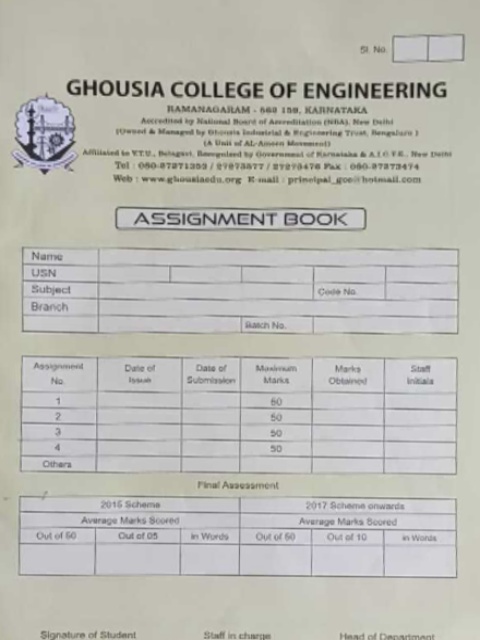 Sl. No.
GHOUSIA COLLEGE OF ENGINEERING
RAMANAGARAM - 562 159, KARNATAKA
Accredited by National Board of Accreditation (NBA), New Delhi
(Owned & Managed by Ghousia Industrial & Engineering Trust, Bengaluru)
(A Unit of AL-Ameen Movement)
Affiliated to V.T.U., Belagavi, Recognised by Government of Karnataka & A.I.C.T.E., New Delhi
Tel : 080-27271353 / 27273577 / 27273476 Fax : 080-27273474
Web : www.ghousiaedu.org E-mail : principal_gce@hotmail.com
ASSIGNMENT BOOK
Name
USN
Subject Code No.
Branch
Batch No.
Assignment No. Date of Issue Date of Submission Maximum Marks Marks Obtained Staff Initials
1 50
2 50
3 50
4 50
Others
Final Assessment
2015 Scheme 2017 Scheme onwards
Average Marks Scored Average Marks Scored
Out of 50 Out of 05 in Words Out of 50 Out of 10 in Words
Signature of Student Staff in charge Head of Department